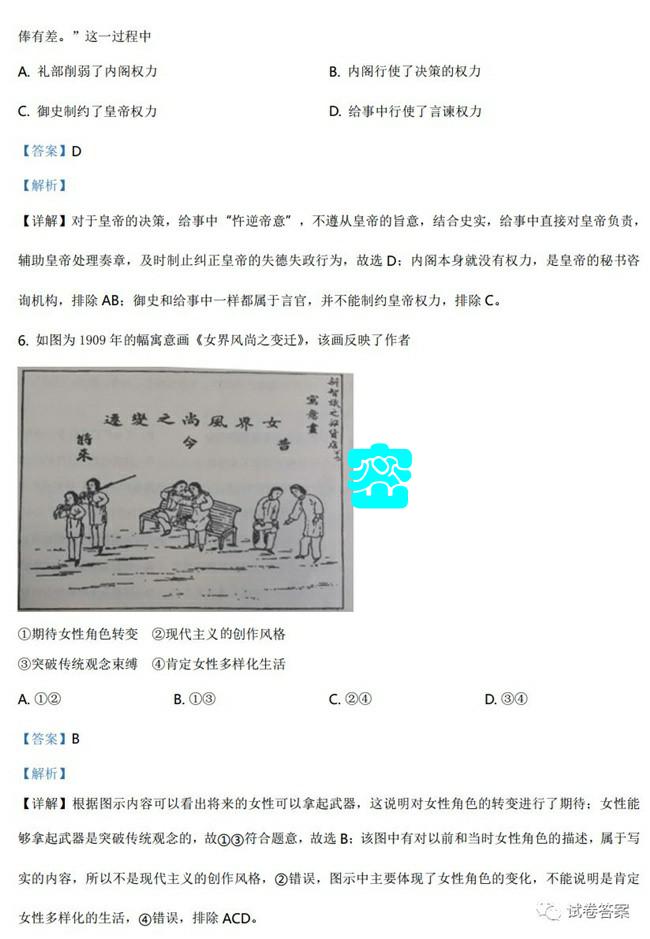 俸有差。”这一过程中
A. 礼部削弱了内阁权力 B. 内阁行使了决策的权力
C. 御史制约了皇帝权力 D. 给事中行使了言谏权力
【答案】D
【解析】
【详解】对于皇帝的决策，给事中“忤逆帝意”，不遵从皇帝的旨意，结合史实，给事中直接对皇帝负责，
辅助皇帝处理奏章，及时制止纠正皇帝的失德失政行为，故选 D；内阁本身就没有权力，是皇帝的秘书咨
询机构，排除 AB；御史和给事中一样都属于言官，并不能制约皇帝权力，排除 C。
6. 如图为 1909 年的幅寓意画《女界风尚之变迁》，该画反映了作者
寓意畫
女界風尚之變遷
昔
今
將來
①期待女性角色转变 ②现代主义的创作风格
③突破传统观念束缚 ④肯定女性多样化生活
A. ①② B. ①③ C. ②④ D. ③④
【答案】B
【解析】
【详解】根据图示内容可以看出将来的女性可以拿起武器，这说明对女性角色的转变进行了期待；女性能
够拿起武器是突破传统观念的，故①③符合题意，故选 B；该图中有对以前和当时女性角色的描述，属于写
实的内容，所以不是现代主义的创作风格，②错误，图示中主要体现了女性角色的变化，不能说明是肯定
女性多样化的生活，④错误，排除 ACD。
试卷答案